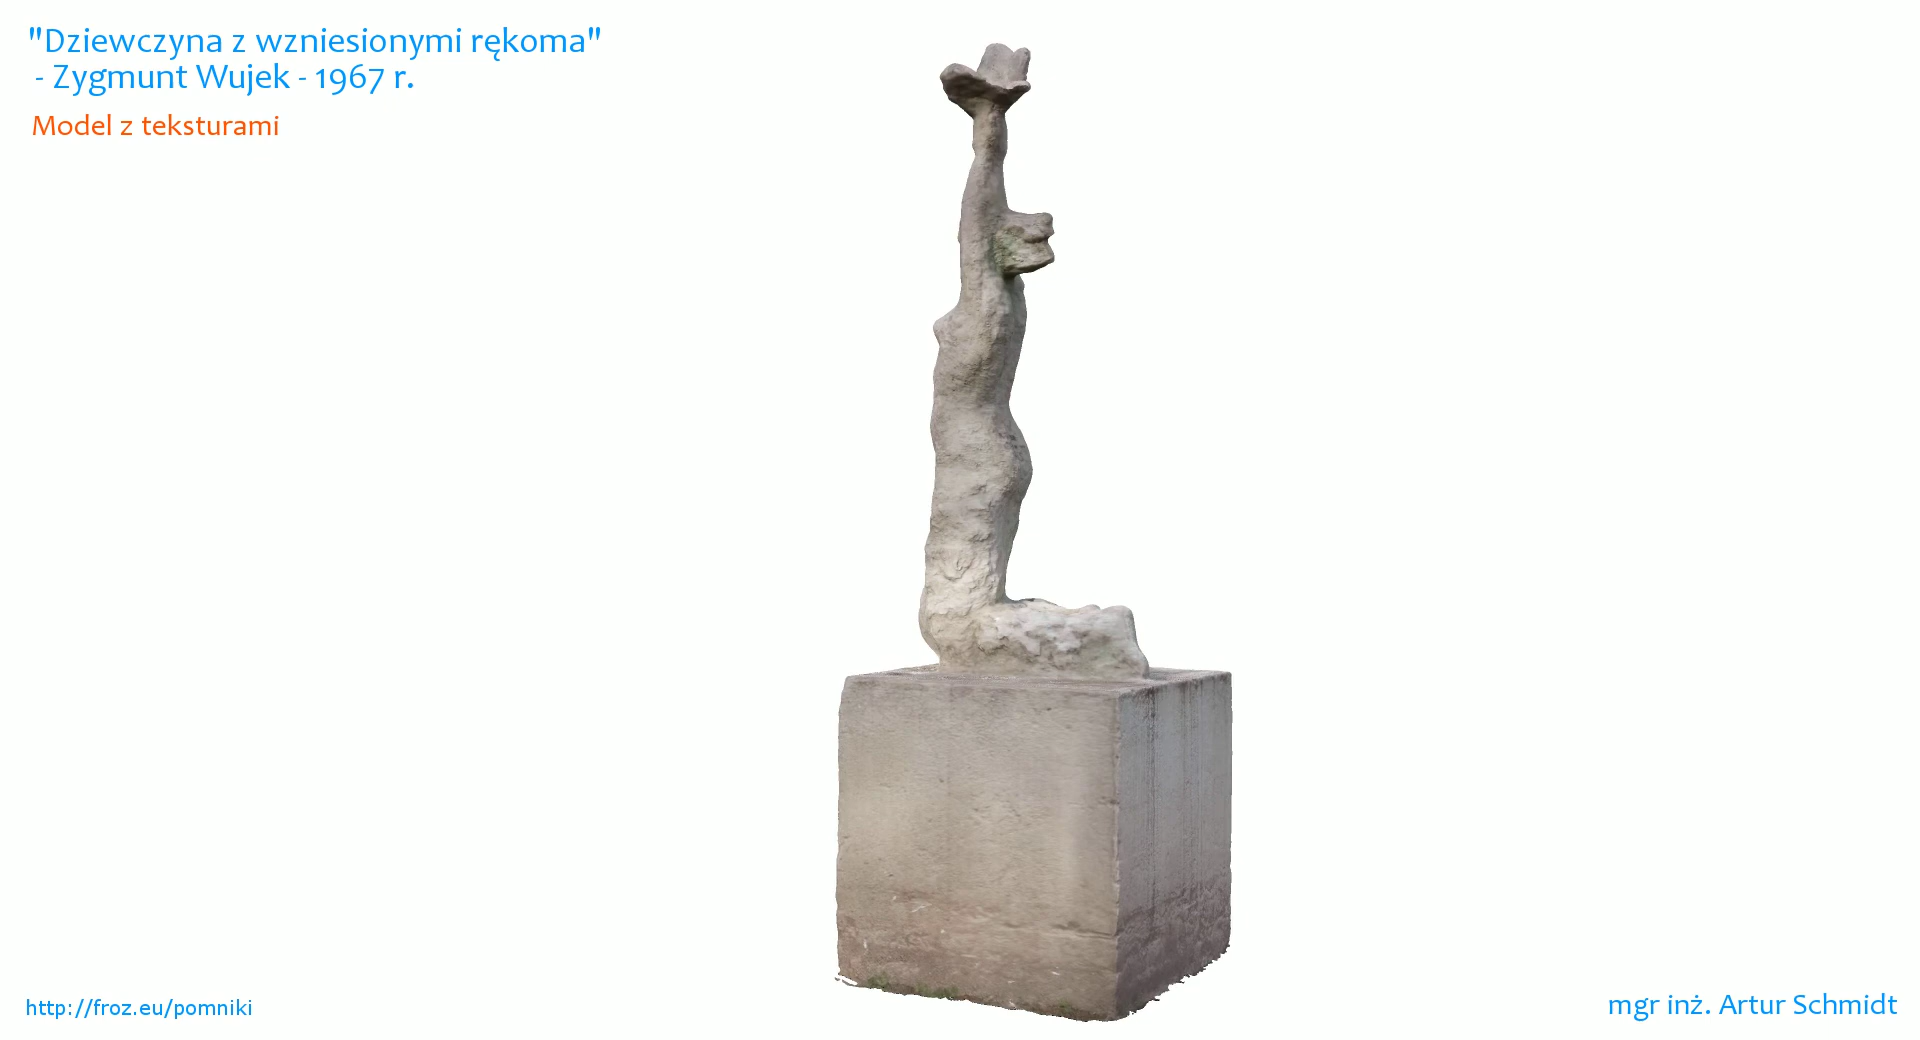 "Dziewczyna z wzniesionymi rękoma"
- Zygmunt Wujek - 1967 r.
Model z teksturami
http://froz.eu/pomniki
mgr inż. Artur Schmidt